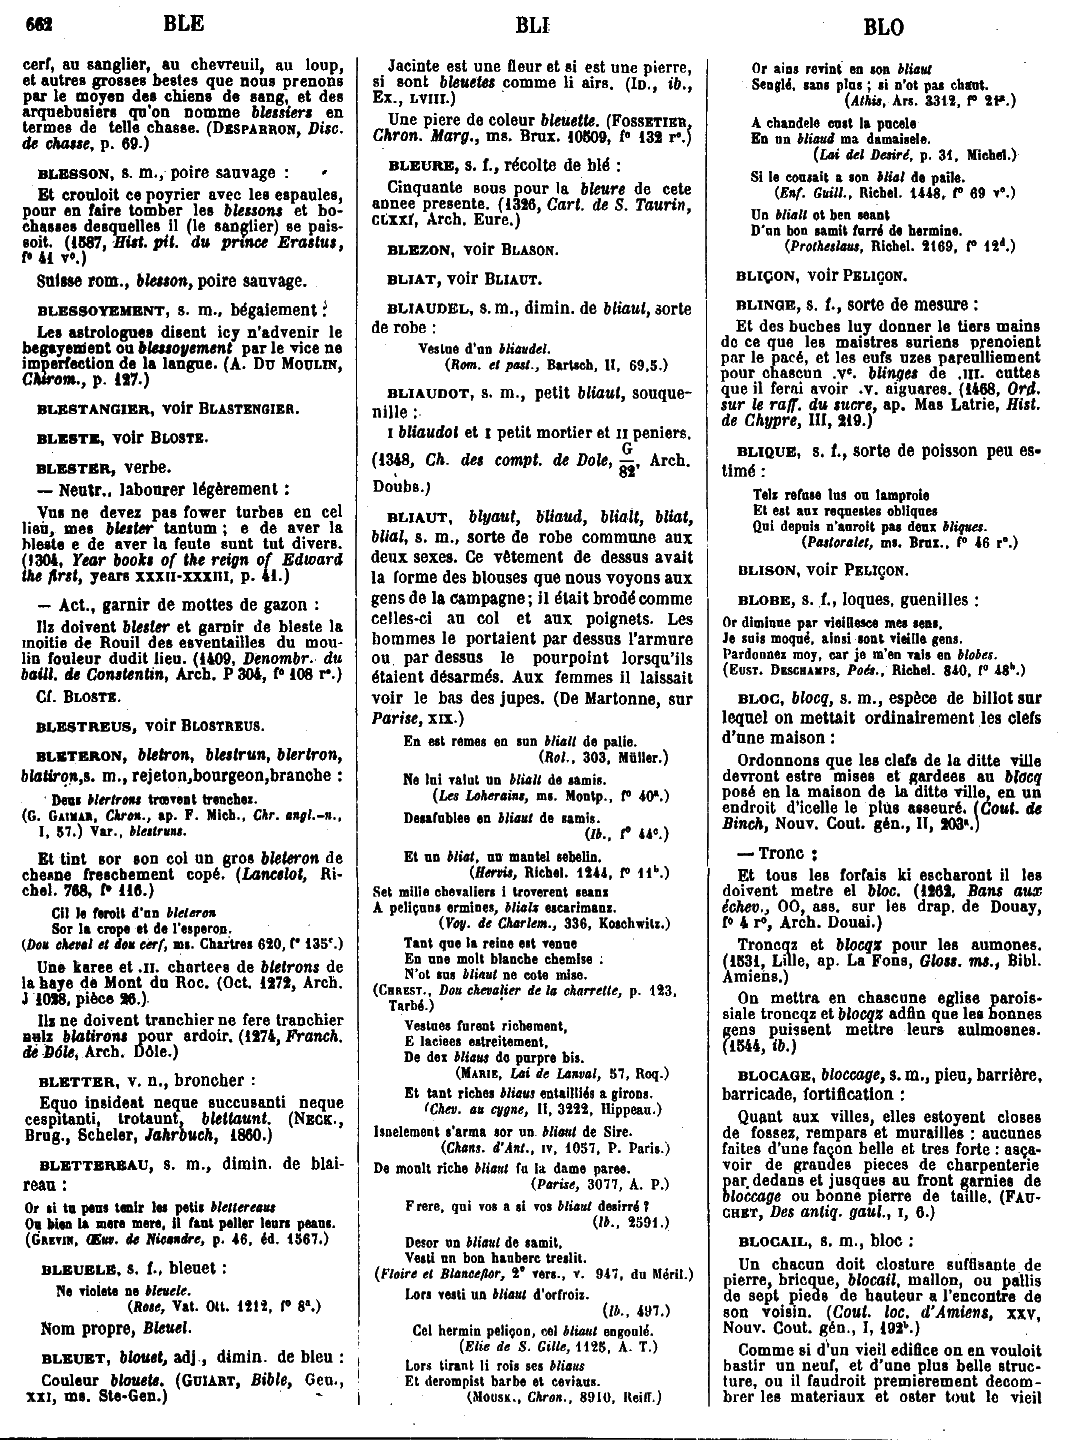 662 BLE BLI BLO
cerf, au sanglier, au chevreuil, au loup,
et autres grosses bestes que nous prenons
par le moyen des chiens de sang, et des
arquebusiers qu'on nomme blessiers en
termes de telle chasse. (DESPARRON, Disc.
de chasse, p. 69.)
BLESSON, s. m., poire sauvage :
Et crouloit ce poyrier avec les espaules,
pour en faire tomber les blessons et bo-
chasses desquelles il (le sanglier) se pais-
soit. (1587, Hist. pit. du prince Erastus,
f° 41 v°.)
Suisse rom., blesson, poire sauvage.
BLESSOYEMENT, s. m., bégaiement :
Les astrologues disent icy n'advenir le
begayement ou blessoyement par le vice ne
imperfection de la langue. (A. DU MOULIN,
Chirom., p. 127.)
BLESTANGIER, voir BLASTENGIER.
BLESTE, voir BLOSTE.
BLESTER, verbe.
— Neutr., labourer légèrement :
Vus ne devez pas fower turbes en cel
lieu, mes blester tantum ; e de aver la
bleste e de aver la feute sunt tut divers.
(1304, Year books of the reign of Edward
the first, years XXXII-XXXIII, p. 41.)
— Act., garnir de mottes de gazon :
Ilz doivent blester et garnir de bleste la
moitie de Rouil des esventailles du mou-
lin fouleur dudit lieu. (1409, Denombr. du
baill. de Constentin, Arch. P 304, f° 108 r°.)
Cf. BLOSTE.
BLESTREUS, voir BLOSTREUS.
BLETERON, bletron, blestrun, blertron,
blatiron, s. m., rejeton, bourgeon, branche :
Deus blertrons trovent trenchez.
(G. GAIMAR, Chron., ap. F. Mich., Chr. angl.-n.,
I, 57.) Var., blestruns.
Et tint sor son col un gros bleteron de
chesne freschement copé. (Lancelot, Ri-
chel. 768, f° 116.)
Cil le feroit d'un bleteron
Sor la crope et de l'esperon.
(Dou cheval et dou cerf, ms. Chartres 620, f° 135c.)
Une karee et .II. chartees de bletrons de
la haye de Mont du Roc. (Oct. 1272, Arch.
J 1028, pièce 26.)
Ilz ne doivent tranchier ne fere tranchier
nulz blatirons pour ardoir. (1274, Franch.
de Dôle, Arch. Dôle.)
BLETTER, v. n., broncher :
Equo insideat neque succusanti neque
cespitanti, trotaunt, blettaunt. (NECK.,
Brug., Scheler, Jahrbuch, 1860.)
BLETTEREAU, s. m., dimin. de blai-
reau :
Or si tu peus tenir les petis blettereaus
Ou bien la mere mere, il faut peller leurs peaus.
(GREVIN, Œuv. de Nicandre, p. 46, éd. 1567.)
BLEUELE, s. f., bleuet :
Ne violete ne bleuele.
(Rose, Vat. Ott. 1212, f° 8a.)
Nom propre, Bleuel.
BLEUET, blouet, adj., dimin. de bleu :
Couleur blouete. (GUIART, Bible, Gen.,
XXI, ms. Ste-Gen.)
Jacinte est une fleur et si est une pierre,
si sont bleuetes comme li airs. (ID., ib.,
Ex., LVIII.)
Une piere de coleur bleuette. (FOSSETIER,
Chron. Marg., ms. Brux. 10509, f° 132 r°.)
BLEURE, s. f., récolte de blé :
Cinquante sous pour la bleure de cete
annee presente. (1326, Cart. de S. Taurin,
CLXXI, Arch. Eure.)
BLEZON, voir BLASON.
BLIAT, voir BLIAUT.
BLIAUDEL, s. m., dimin. de bliaut, sorte
de robe :
Vestue d'un bliaudel.
(Rom. et past., Bartsch, II, 69,5.)
BLIAUDOT, s. m., petit bliaut, souque-
nille :
I bliaudot et I petit mortier et II peniers.
(1348, Ch. des compt. de Dole, G/82, Arch.
Doubs.)
BLIAUT, blyaut, bliaud, blialt, bliat,
blial, s. m., sorte de robe commune aux
deux sexes. Ce vêtement de dessus avait
la forme des blouses que nous voyons aux
gens de la campagne ; il était brodé comme
celles-ci au col et aux poignets. Les
hommes le portaient par dessus l'armure
ou par dessus le pourpoint lorsqu'ils
étaient désarmés. Aux femmes il laissait
voir le bas des jupes. (De Martonne, sur
Parise, XIX.)
En est remes en sun blialt de palie.
(Rol., 303, Müller.)
Ne lui valut un blialt de samis.
(Les Loherains, ms. Montp., f° 40a.)
Desafublee en bliaut de samis.
(Ib., f° 44c.)
Et un bliat, un mantel sebelin.
(Hervis, Richel. 1244, f° 11b.)
Set mille chevaliers i troverent seanz
A peliçuns ermines, blialz escarimanz.
(Voy. de Charlem., 336, Koschwitz.)
Tant que la reine est venue
En une molt blanche chemise :
N'ot sus bliaut ne cote mise.
(CHREST., Dou chevalier de la charrette, p. 123,
Tarbé.)
Vestues furent richement,
E laciees estreitement,
De dez bliaus de purpre bis.
(MARIE, Lai de Lanval, 57, Roq.)
Et tant riches bliaus entailliés a girons.
(Chev. au cygne, II, 3222, Hippeau.)
Isnelement s'arma sor un bliaut de Sire.
(Chans. d'Ant., IV, 1057, P. Paris.)
De moult riche bliaut fu la dame paree.
(Parise, 3077, A. P.)
Frere, qui vos a si vos bliaut desirré ?
(Ib., 2591.)
Desor un bliaut de samit,
Vesti un bon hauberc treslit.
(Floire et Blanceflor, 2e vers., v. 947, du Méril.)
Lors vesti un bliaut d'orfrois.
(Ib., 497.)
Cel hermin peliçon, cel bliaut engoulé.
(Elie de S. Gille, 1125, A. T.)
Lors tirant li rois ses bliaus
Et derompist barbe et ceviaus.
(MOUSK., Chron., 8910, Reiff.)
Or ains revint en son bliaut
Senglé, sans plus ; si n'ot pas chaut.
(Athis, Ars. 3312, f° 21a.)
A chandele eust la pucele
En un bliaud ma damaisele.
(Lai del Desiré, p. 31, Michel.)
Si le cousait a son blial de paile.
(Enf. Guill., Richel. 1448, f° 69 v°.)
Un blialt ot ben seant
D'un bon samit furré de hermine.
(Protheslaus, Richel. 2169, f° 12d.)
BLIÇON, voir PELIÇON.
BLINGE, s. f., sorte de mesure :
Et des buches luy donner le tiers mains
de ce que les maistres suriens prenoient
par le pacé, et les eufs uzes pareulliement
pour chascun .Vc. blinges de .III. cuttes
que il ferai avoir .V. aiguares. (1468, Ord.
sur le raff. du sucre, ap. Mas Latrie, Hist.
de Chypre, III, 219.)
BLIQUE, s. f., sorte de poisson peu es-
timé :
Telz refuse lus ou lamproie
Et est aux requestes obliques
Qui depuis n'auroit pas deux bliques.
(Pastoralet, ms. Brux., f° 46 r°.)
BLISON, voir PELIÇON.
BLOBE, s. f., loques, guenilles :
Or diminue par vieillesce mes sens,
Je suis moqué, ainsi sont vieille gens.
Pardonnez moy, car je m'en vais en blobes.
(EUST. DESCHAMPS, Poés., Richel. 840, f° 48b.)
BLOC, blocq, s. m., espèce de billot sur
lequel on mettait ordinairement les clefs
d'une maison :
Ordonnons que les clefs de la ditte ville
devront estre mises et gardees au blocq
posé en la maison de la ditte ville, en un
endroit d'icelle le plus asseuré. (Cout. de
Binch, Nouv. Cout. gén., II, 203a.)
— Tronc :
Et tous les forfais ki escharont il les
doivent metre el bloc. (1262, Bans aux
échev., OO, ass. sur les drap. de Douay,
f° 4 r°, Arch. Douai.)
Troncqz et blocqz pour les aumones.
(1531, Lille, ap. La Fons, Gloss. ms., Bibl.
Amiens.)
On mettra en chascune eglise parois-
siale troncqz et blocqz adfin que les bonnes
gens puissent mettre leurs aulmosnes.
(1544, ib.)
BLOCAGE, bloccage, s. m., pieu, barrière,
barricade, fortification :
Quant aux villes, elles estoyent closes
de fossez, rempars et murailles : aucunes
faites d'une façon belle et tres forte : asça-
voir de grandes pieces de charpenterie
par dedans et jusques au front garnies de
bloccage ou bonne pierre de taille. (FAU-
CHET, Des antiq. gaul., I, 6.)
BLOCAIL, s. m., bloc :
Un chacun doit closture suffisante de
pierre, bricque, blocail, mallon, ou pallis
de sept pieds de hauteur a l'encontre de
son voisin. (Cout. loc. d'Amiens, XXV,
Nouv. Cout. gén., I, 192b.)
Comme si d'un vieil edifice on en vouloit
bastir un neuf, et d'une plus belle struc-
ture, ou il faudroit premierement decom-
brer les materiaux et oster tout le vieil